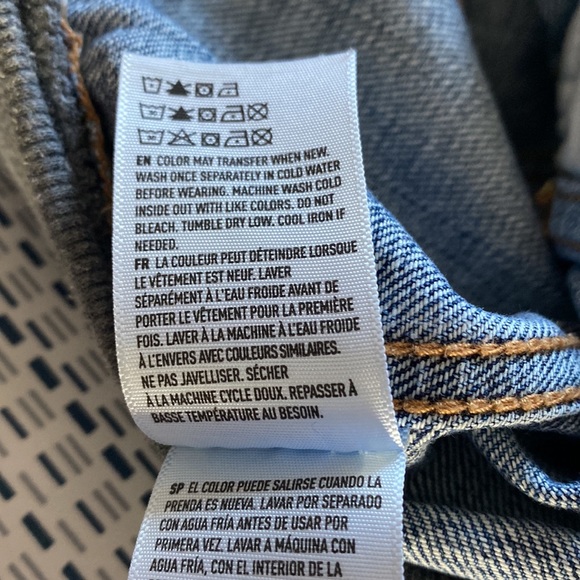 EN COLOR MAY TRANSFER WHEN NEW.
WASH ONCE SEPARATELY IN COLD WATER
BEFORE WEARING. MACHINE WASH COLD
INSIDE OUT WITH LIKE COLORS. DO NOT
BLEACH. TUMBLE DRY LOW. COOL IRON IF
NEEDED.
FR LA COULEUR PEUT DÉTEINDRE LORSQUE
LE VÊTEMENT EST NEUF. LAVER
SÉPARÉMENT À L'EAU FROIDE AVANT DE
PORTER LE VÊTEMENT POUR LA PREMIÈRE
FOIS. LAVER À LA MACHINE À L'EAU FROIDE
À L'ENVERS AVEC COULEURS SIMILAIRES.
NE PAS JAVELLISER. SÉCHER
À LA MACHINE CYCLE DOUX. REPASSER À
BASSE TEMPÉRATURE AU BESOIN.
SP EL COLOR PUEDE SALIRSE CUANDO LA
PRENDA ES NUEVA. LAVAR POR SEPARADO
CON AGUA FRÍA ANTES DE USAR POR
PRIMERA VEZ. LAVAR A MÁQUINA CON
AGUA FRÍA, CON EL INTERIOR DE LA